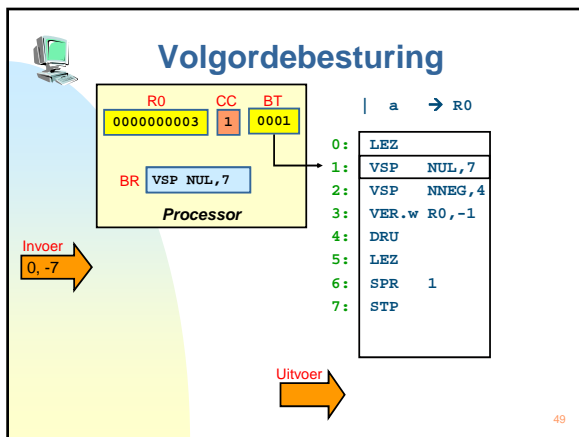 Volgordebesturing
R0 CC BT
0000000003 1 0001
BR VSP NUL,7
Processor
Invoer
0, -7
| a → R0
0: LEZ
1: VSP NUL,7
2: VSP NNEG,4
3: VER.w R0,-1
4: DRU
5: LEZ
6: SPR 1
7: STP
Uitvoer
49